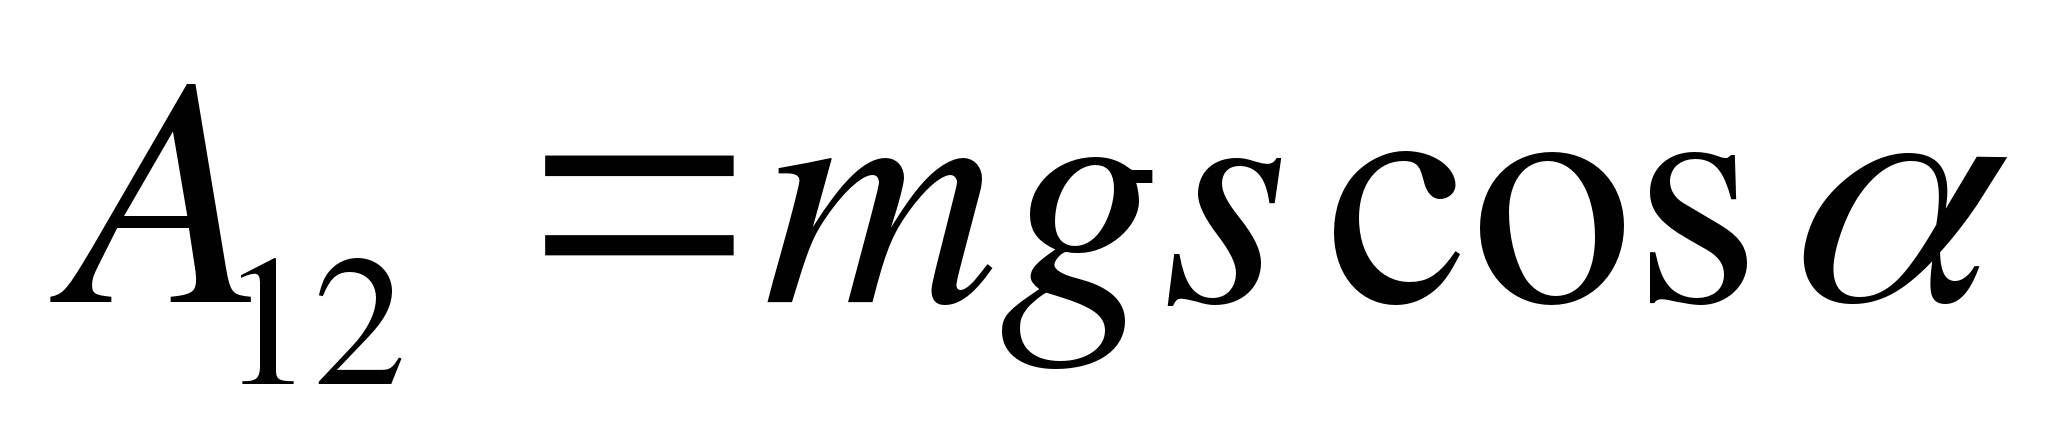 A₁₂ = mgs cos α